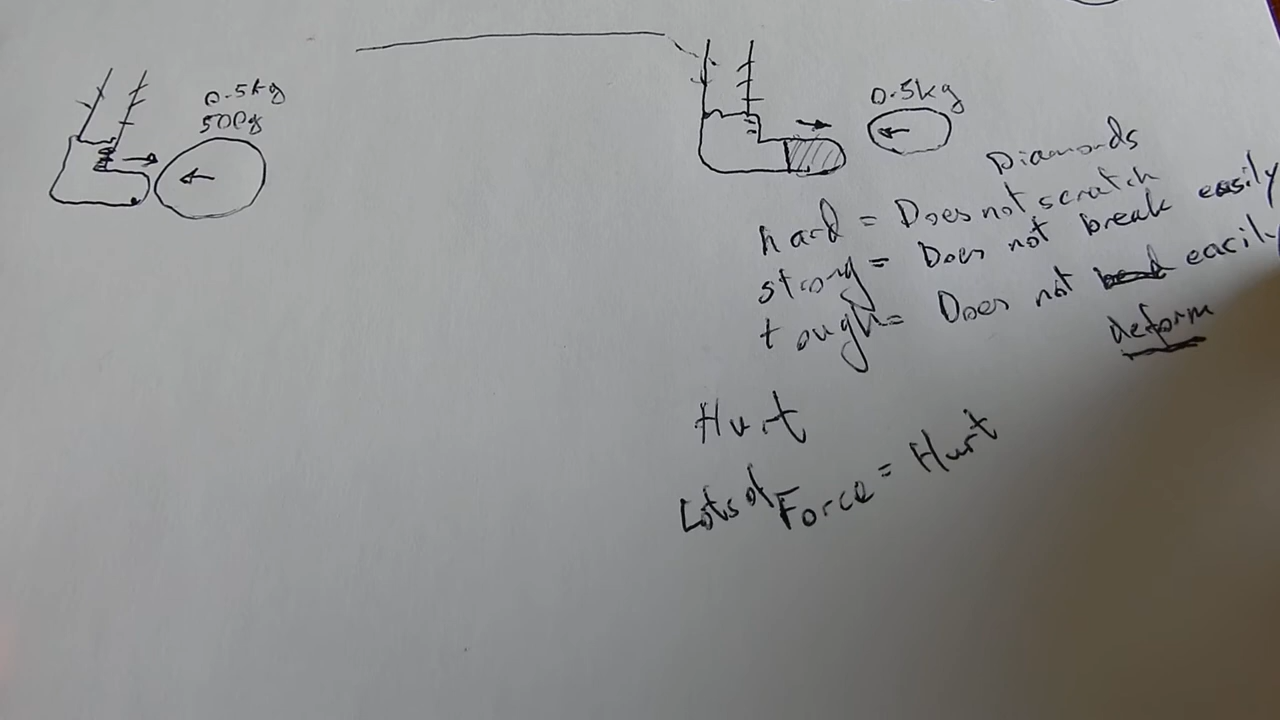 0.5kg
500g
0.5kg
Diamonds
hard = Does not scratch
strong = Does not break easily
tough = Does not easily
deform
Hurt
Lots of Force = Hurt